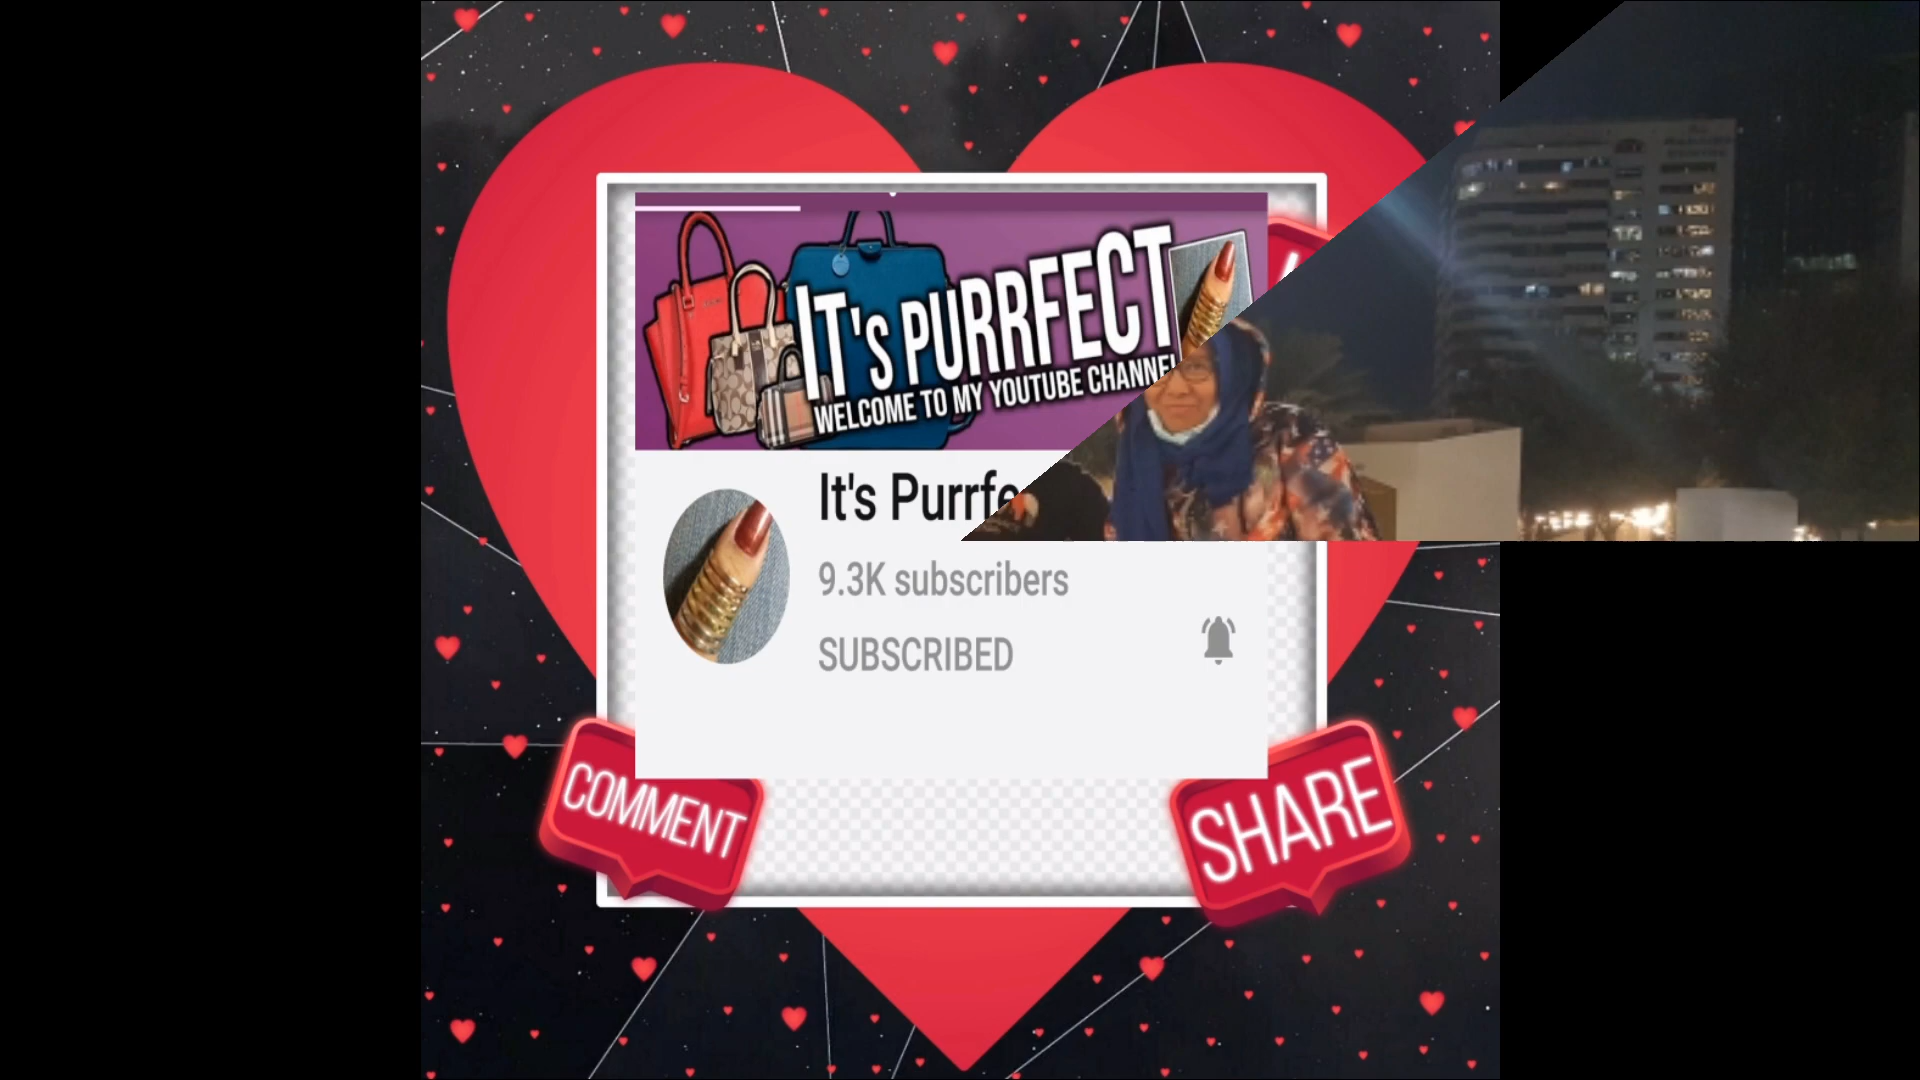 IT'S PURRFECT
WELCOME TO MY YOUTUBE CHANNEL
It's Purrfe
9.3K subscribers
SUBSCRIBED
COMMENT
SHARE